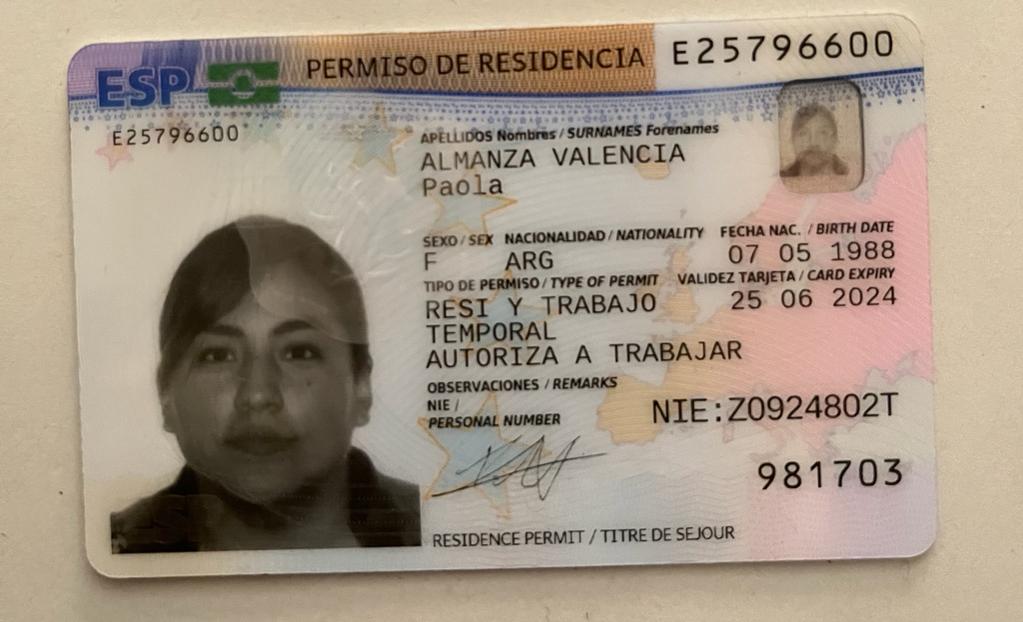 ESP PERMISO DE RESIDENCIA E25796600
E25796600
APELLIDOS Nombres / SURNAMES Forenames
ALMANZA VALENCIA
Paola
SEXO / SEX NACIONALIDAD / NATIONALITY FECHA NAC. / BIRTH DATE
F ARG 07 05 1988
TIPO DE PERMISO / TYPE OF PERMIT VALIDEZ TARJETA / CARD EXPIRY
RESI Y TRABAJO 25 06 2024
TEMPORAL
AUTORIZA A TRABAJAR
OBSERVACIONES / REMARKS
NIE /
PERSONAL NUMBER NIE:Z0924802T
981703
RESIDENCE PERMIT / TITRE DE SEJOUR